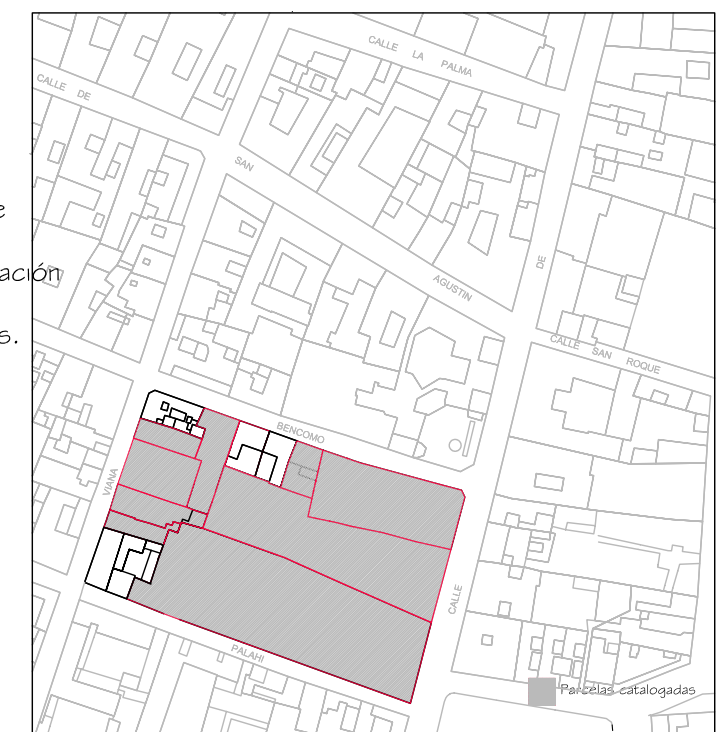 CALLE LA PALMA
CALLE DE
SAN
e
ación
DE
AGUSTIN
s.
CALLE SAN ROQUE
BENCOMO
VIANA
CALLE
PALAHI
Parcelas catalogadas